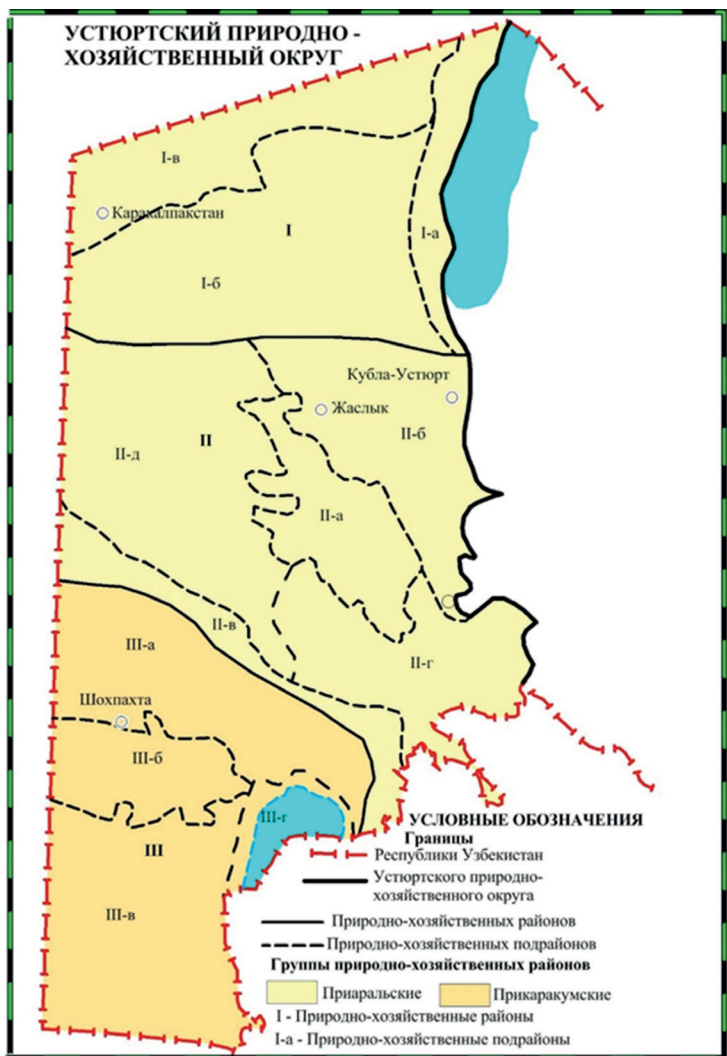 УСТЮРТСКИЙ ПРИРОДНО -
ХОЗЯЙСТВЕННЫЙ ОКРУГ
I-в
Каракалпакстан
I
I-а
I-б
Кубла-Устюрт
Жаслык
II-б
II
II-д
II-а
II-в
III-а
II-г
Шохпахта
III-б
III-г
III
III-в
УСЛОВНЫЕ ОБОЗНАЧЕНИЯ
Границы
Республики Узбекистан
Устюртского природно-
хозяйственного округа
Природно-хозяйственных районов
Природно-хозяйственных подрайонов
Группы природно-хозяйственных районов
Приаральские
Прикаракумские
I - Природно-хозяйственные районы
I-а - Природно-хозяйственные подрайоны